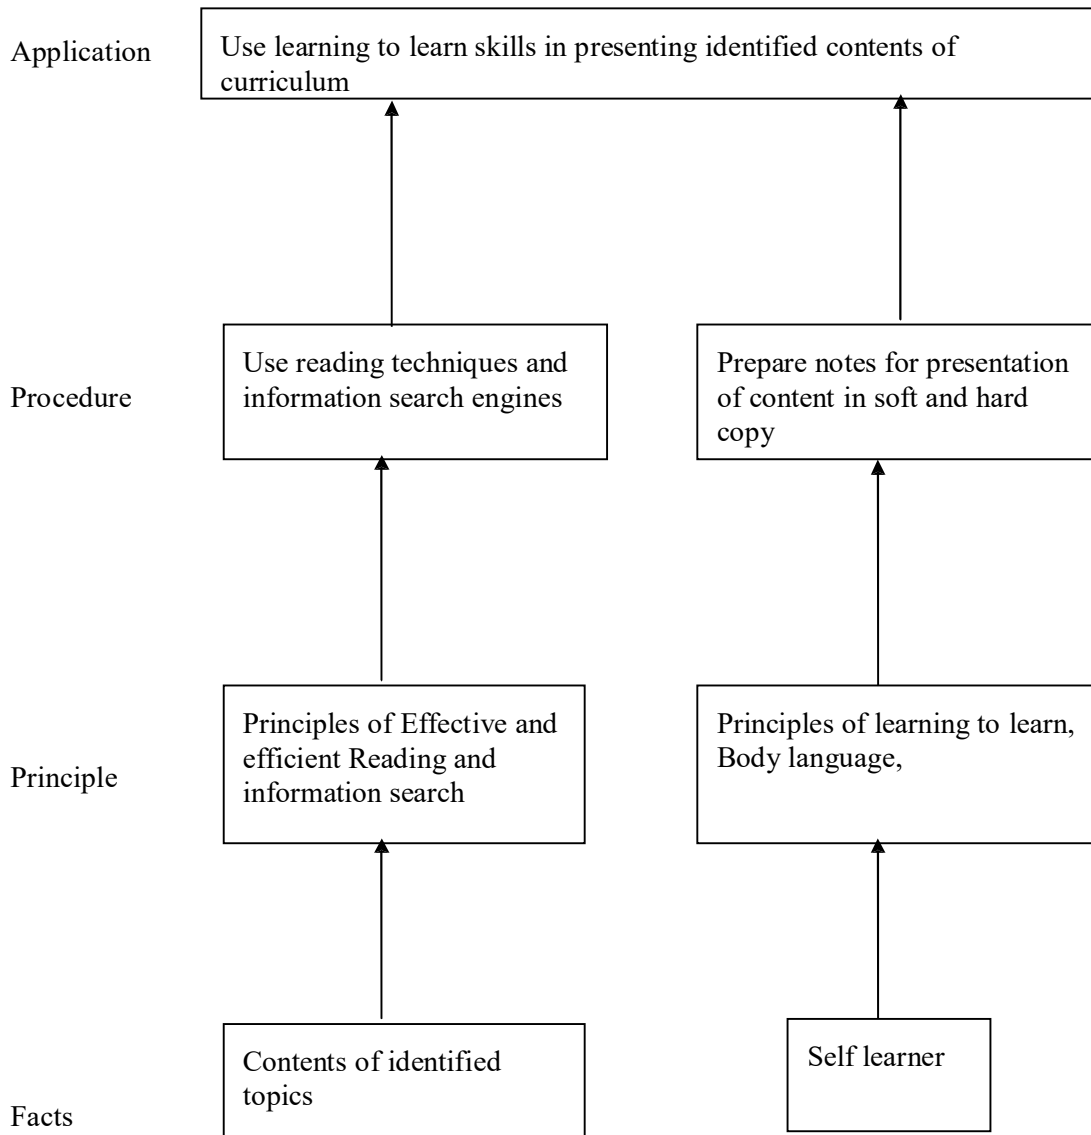 Application
Use learning to learn skills in presenting identified contents of
curriculum
Procedure
Use reading techniques and
information search engines
Prepare notes for presentation
of content in soft and hard
copy
Principle
Principles of Effective and
efficient Reading and
information search
Principles of learning to learn,
Body language,
Facts
Contents of identified
topics
Self learner